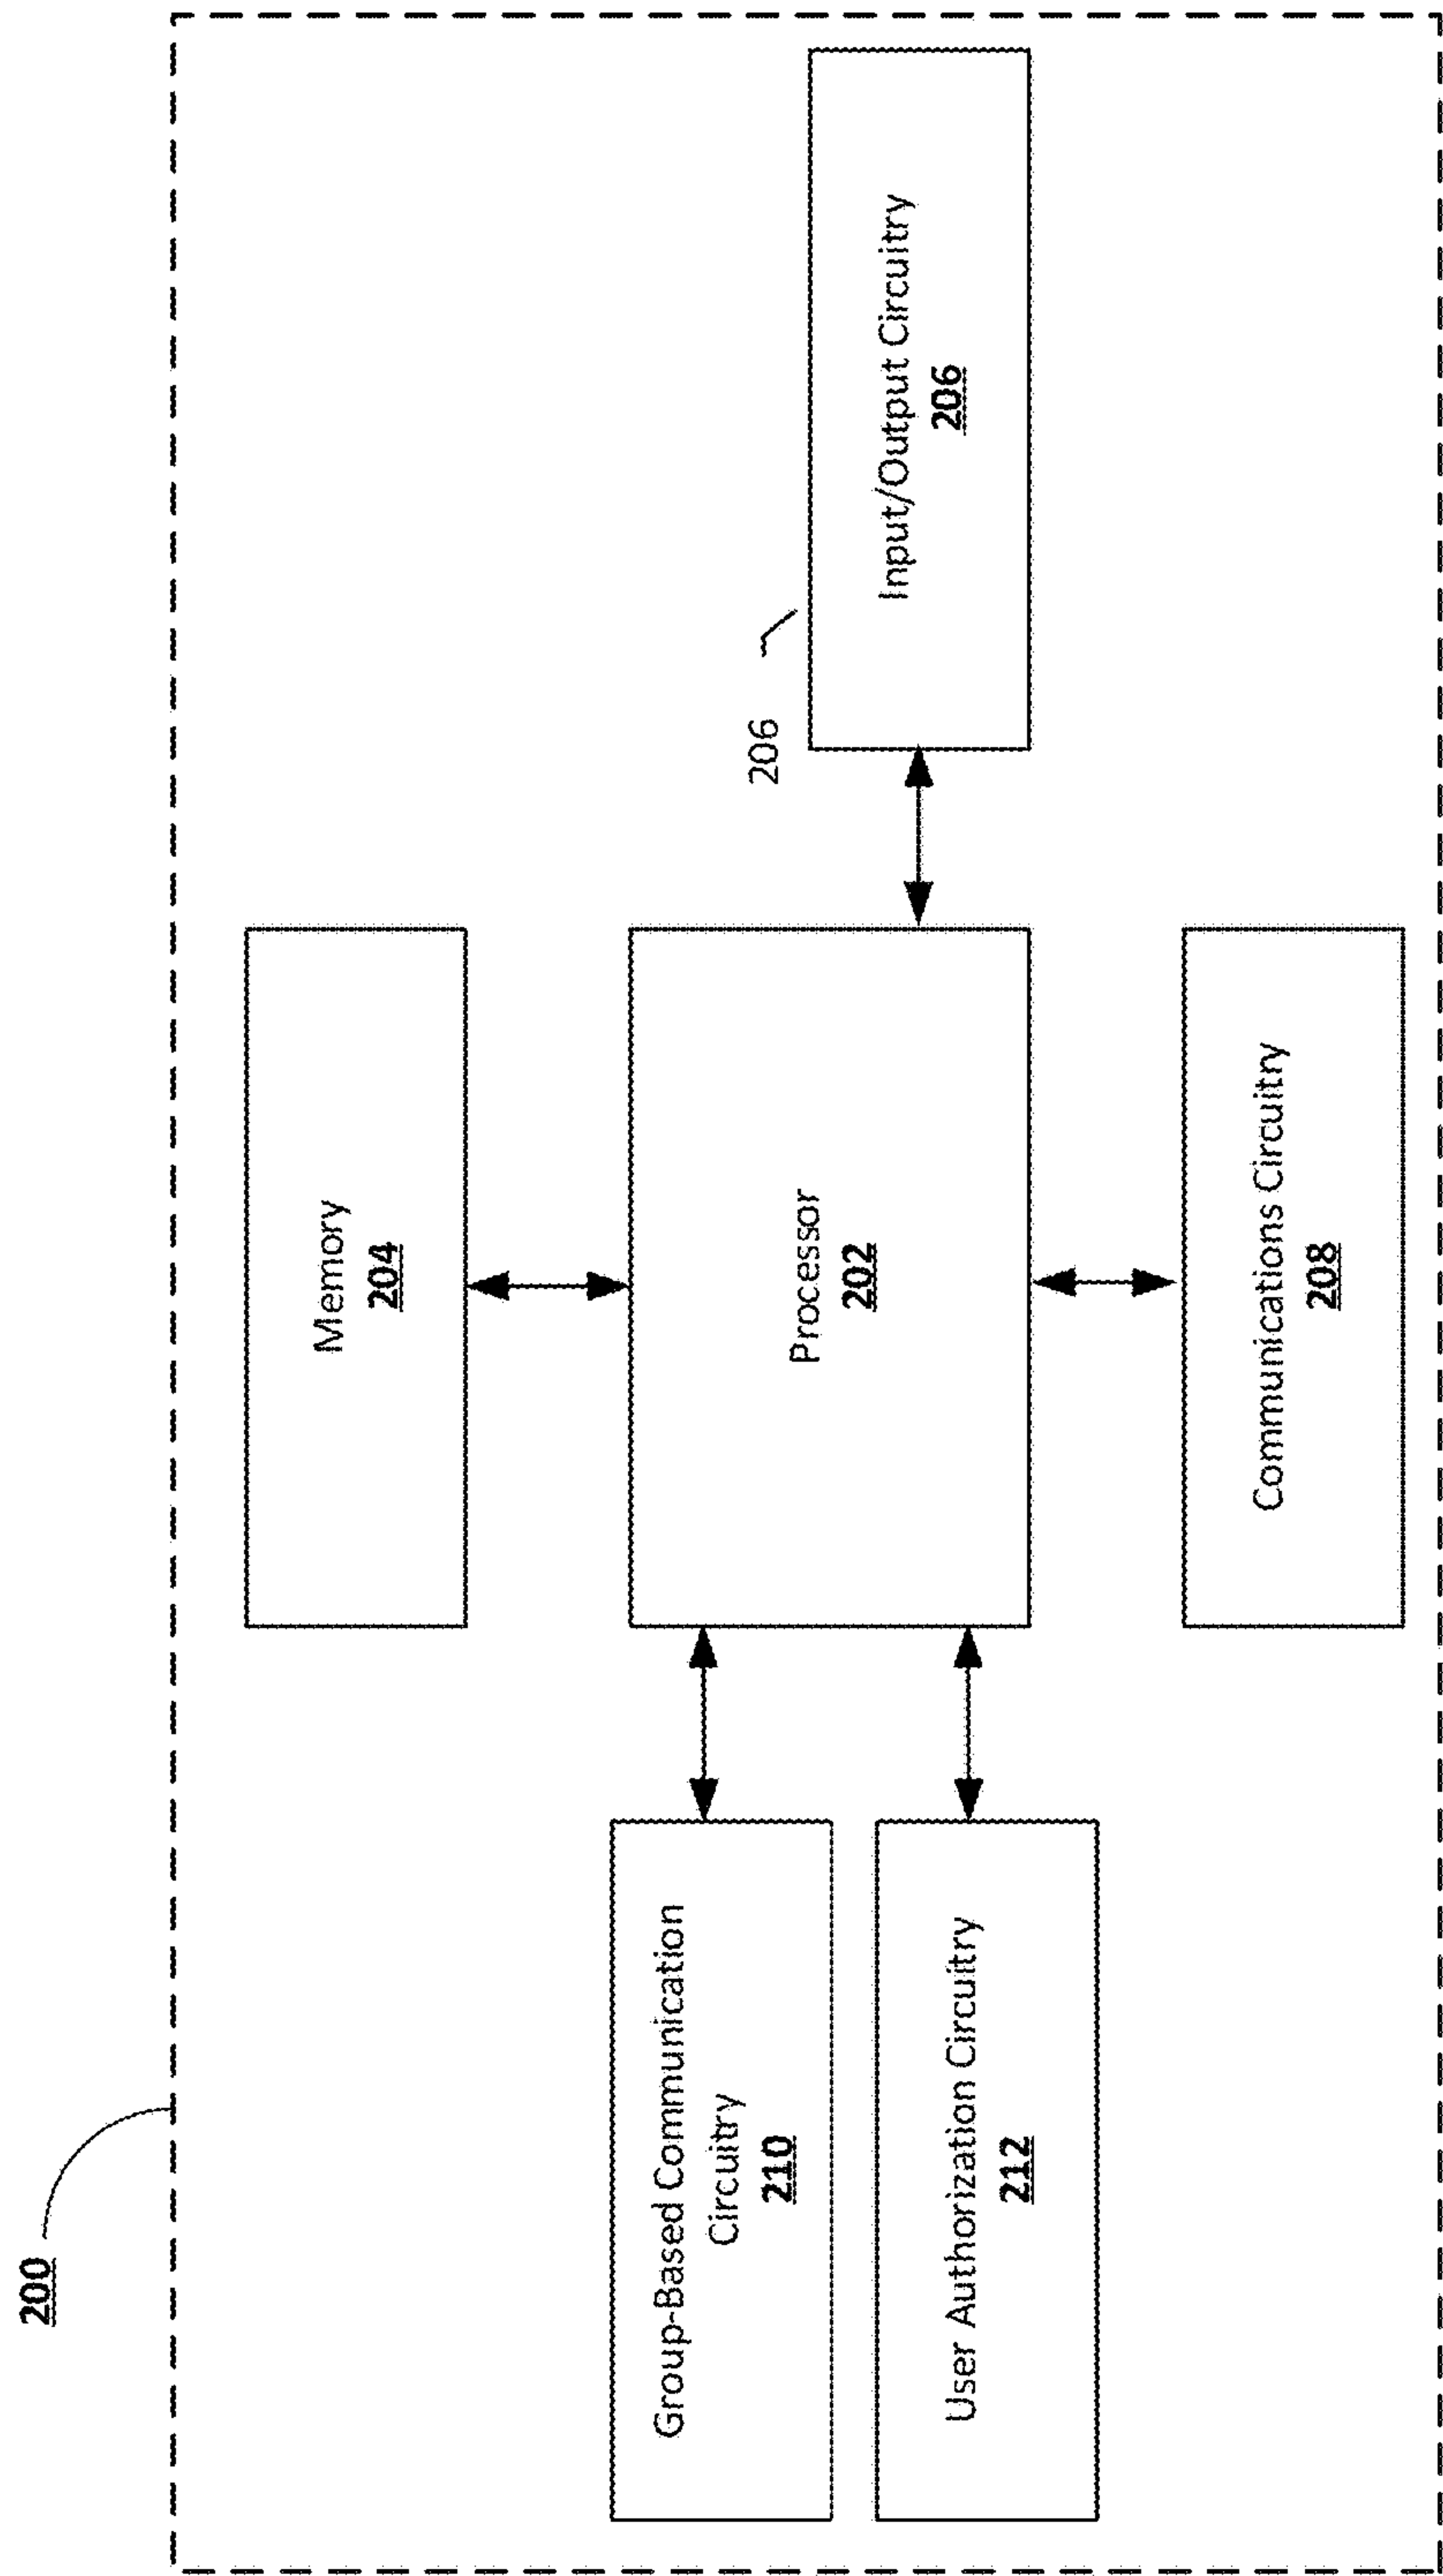 200
Memory
204
Group-Based Communication
Circuitry
210
Processor
202
206
Input/Output Circuitry
206
User Authorization Circuitry
212
Communications Circuitry
208